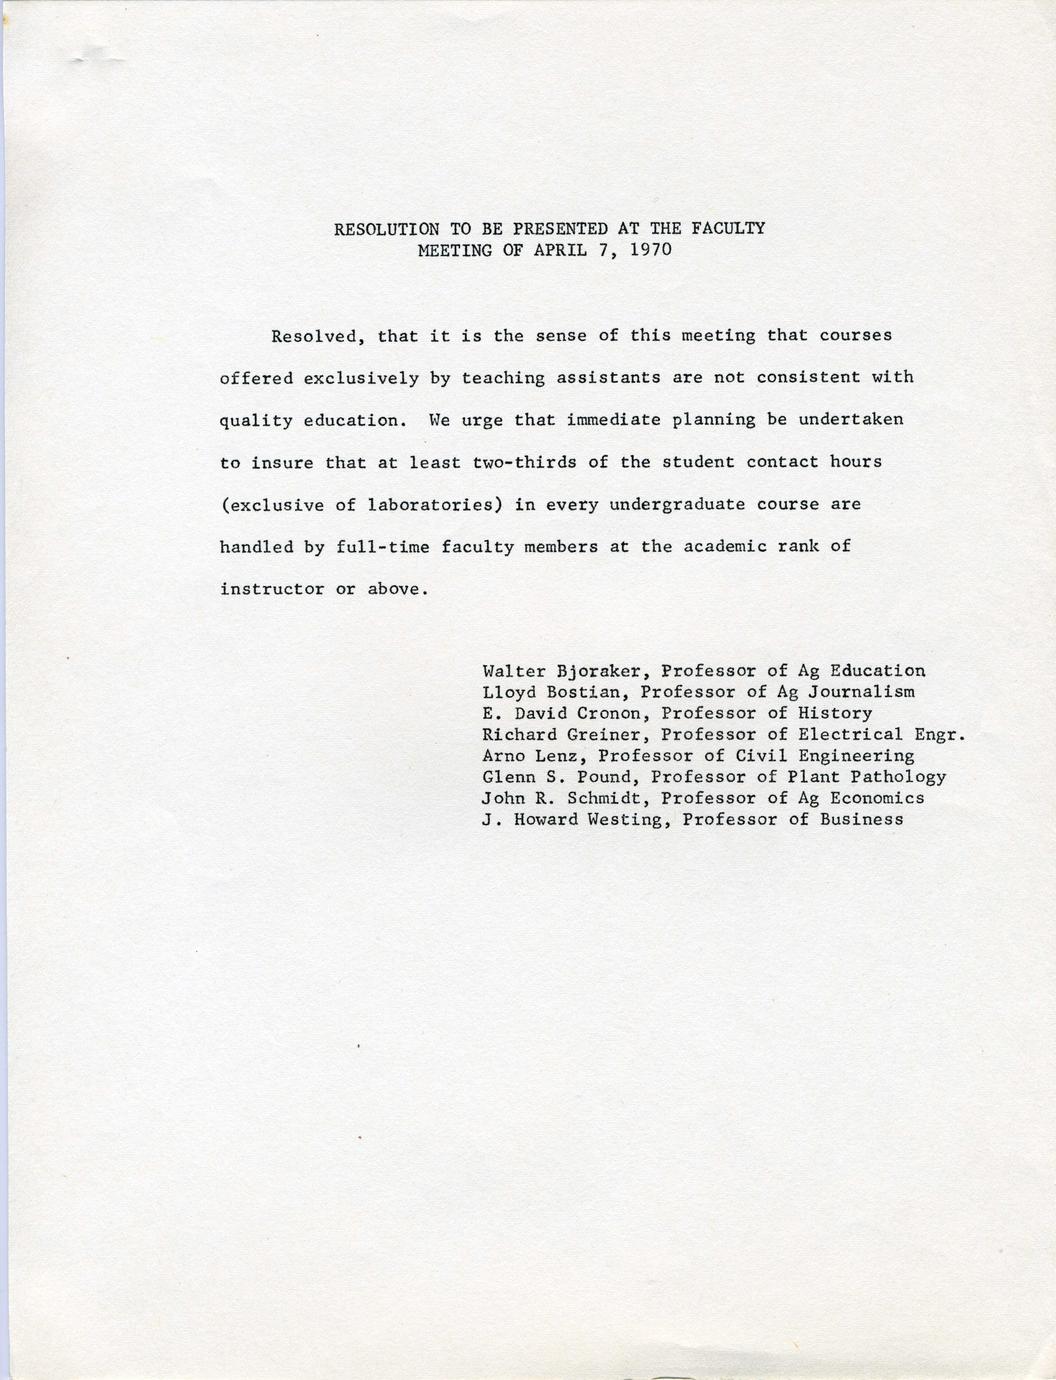 RESOLUTION TO BE PRESENTED AT THE FACULTY
MEETING OF APRIL 7, 1970
Resolved, that it is the sense of this meeting that courses
offered exclusively by teaching assistants are not consistent with
quality education. We urge that immediate planning be undertaken
to insure that at least two-thirds of the student contact hours
(exclusive of laboratories) in every undergraduate course are
handled by full-time faculty members at the academic rank of
instructor or above.
Walter Bjoraker, Professor of Ag Education
Lloyd Bostian, Professor of Ag Journalism
E. David Cronon, Professor of History
Richard Greiner, Professor of Electrical Engr.
Arno Lenz, Professor of Civil Engineering
Glenn S. Pound, Professor of Plant Pathology
John R. Schmidt, Professor of Ag Economics
J. Howard Westing, Professor of Business